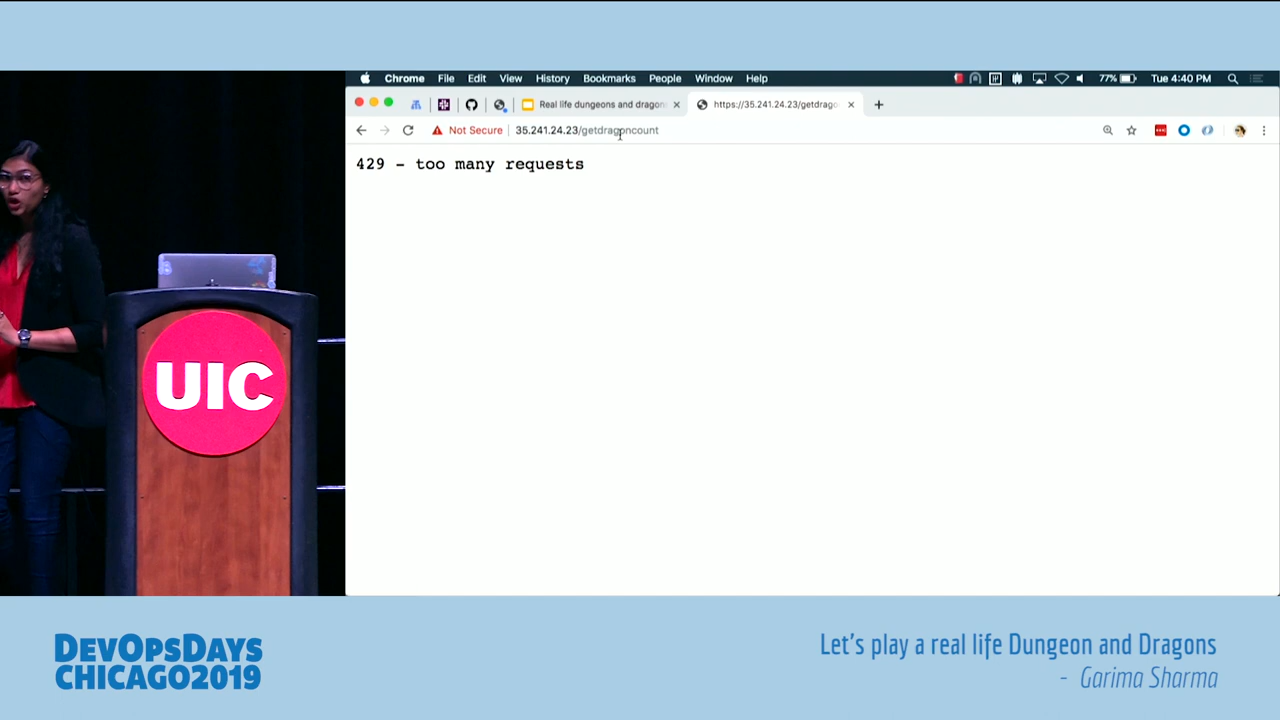 Chrome File Edit View History Bookmarks People Window Help 77% Tue 4:40 PM
Real life dungeons and dragon https://35.241.24.23/getdrago
Not Secure 35.241.24.23/getdragoncount
429 - too many requests
UIC
DevOpsDays
Chicago2019
Let's play a real life Dungeon and Dragons
- Garima Sharma